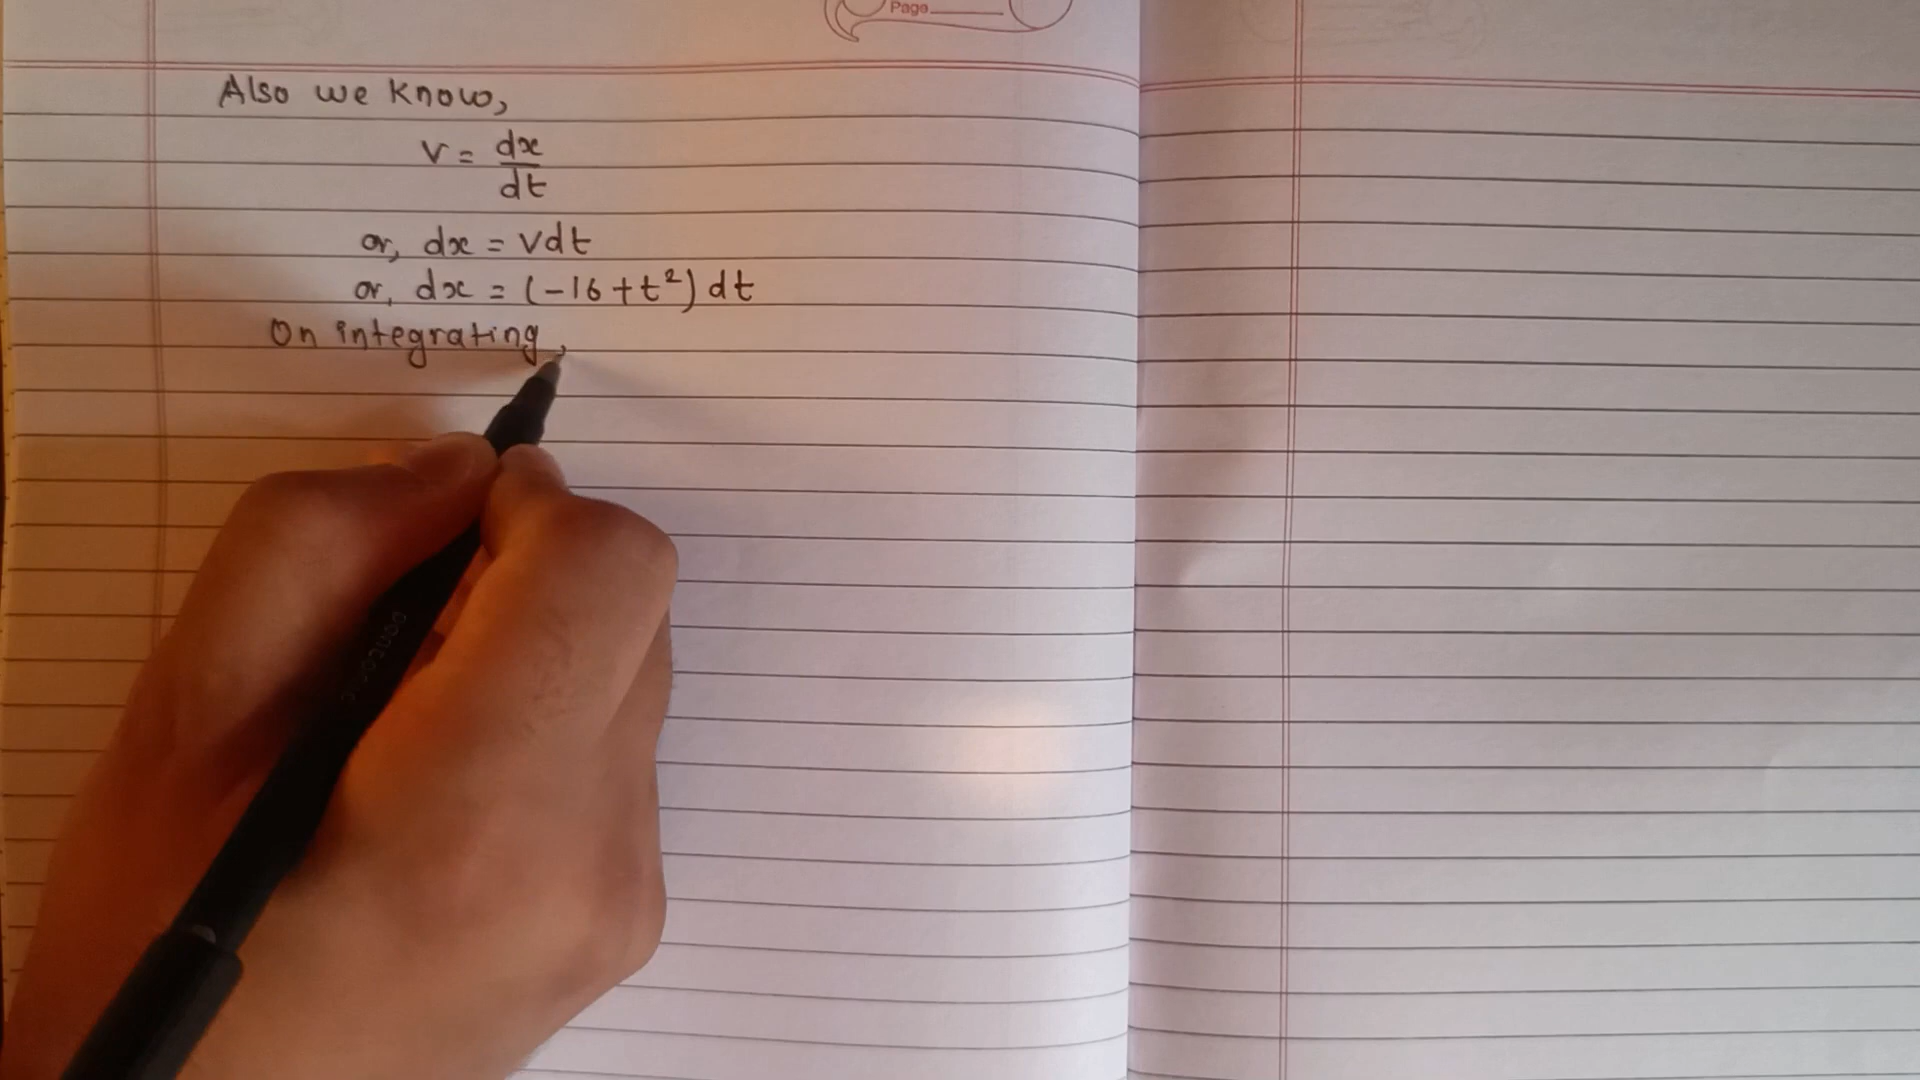 Page
Also we know,
v = dx/dt
or, dx = vdt
or, dx = (-16+t²) dt
On integrating,